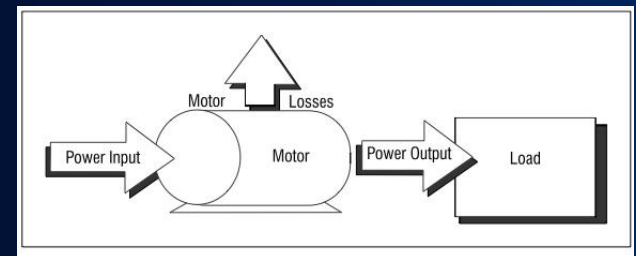 Motor Losses
Power Input
Motor
Power Output
Load